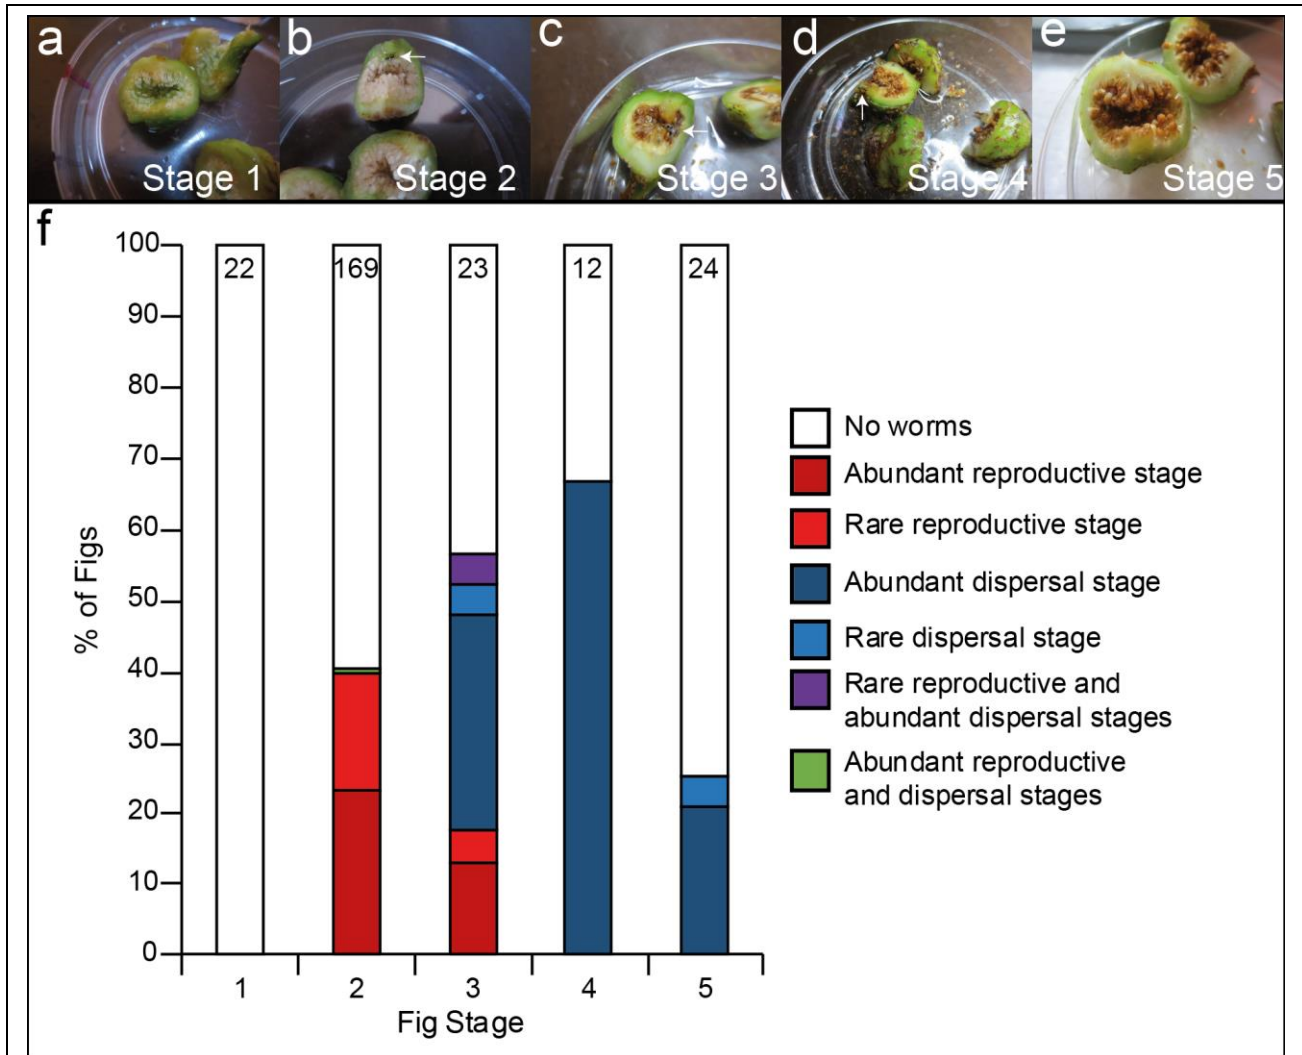 a
b
c
d
e
Stage 1
Stage 2
Stage 3
Stage 4
Stage 5
f
100
90
80
70
60
50
40
30
20
10
0
% of Figs
22
169
23
12
24
1
2
3
4
5
Fig Stage
No worms
Abundant reproductive stage
Rare reproductive stage
Abundant dispersal stage
Rare dispersal stage
Rare reproductive and
abundant dispersal stages
Abundant reproductive
and dispersal stages